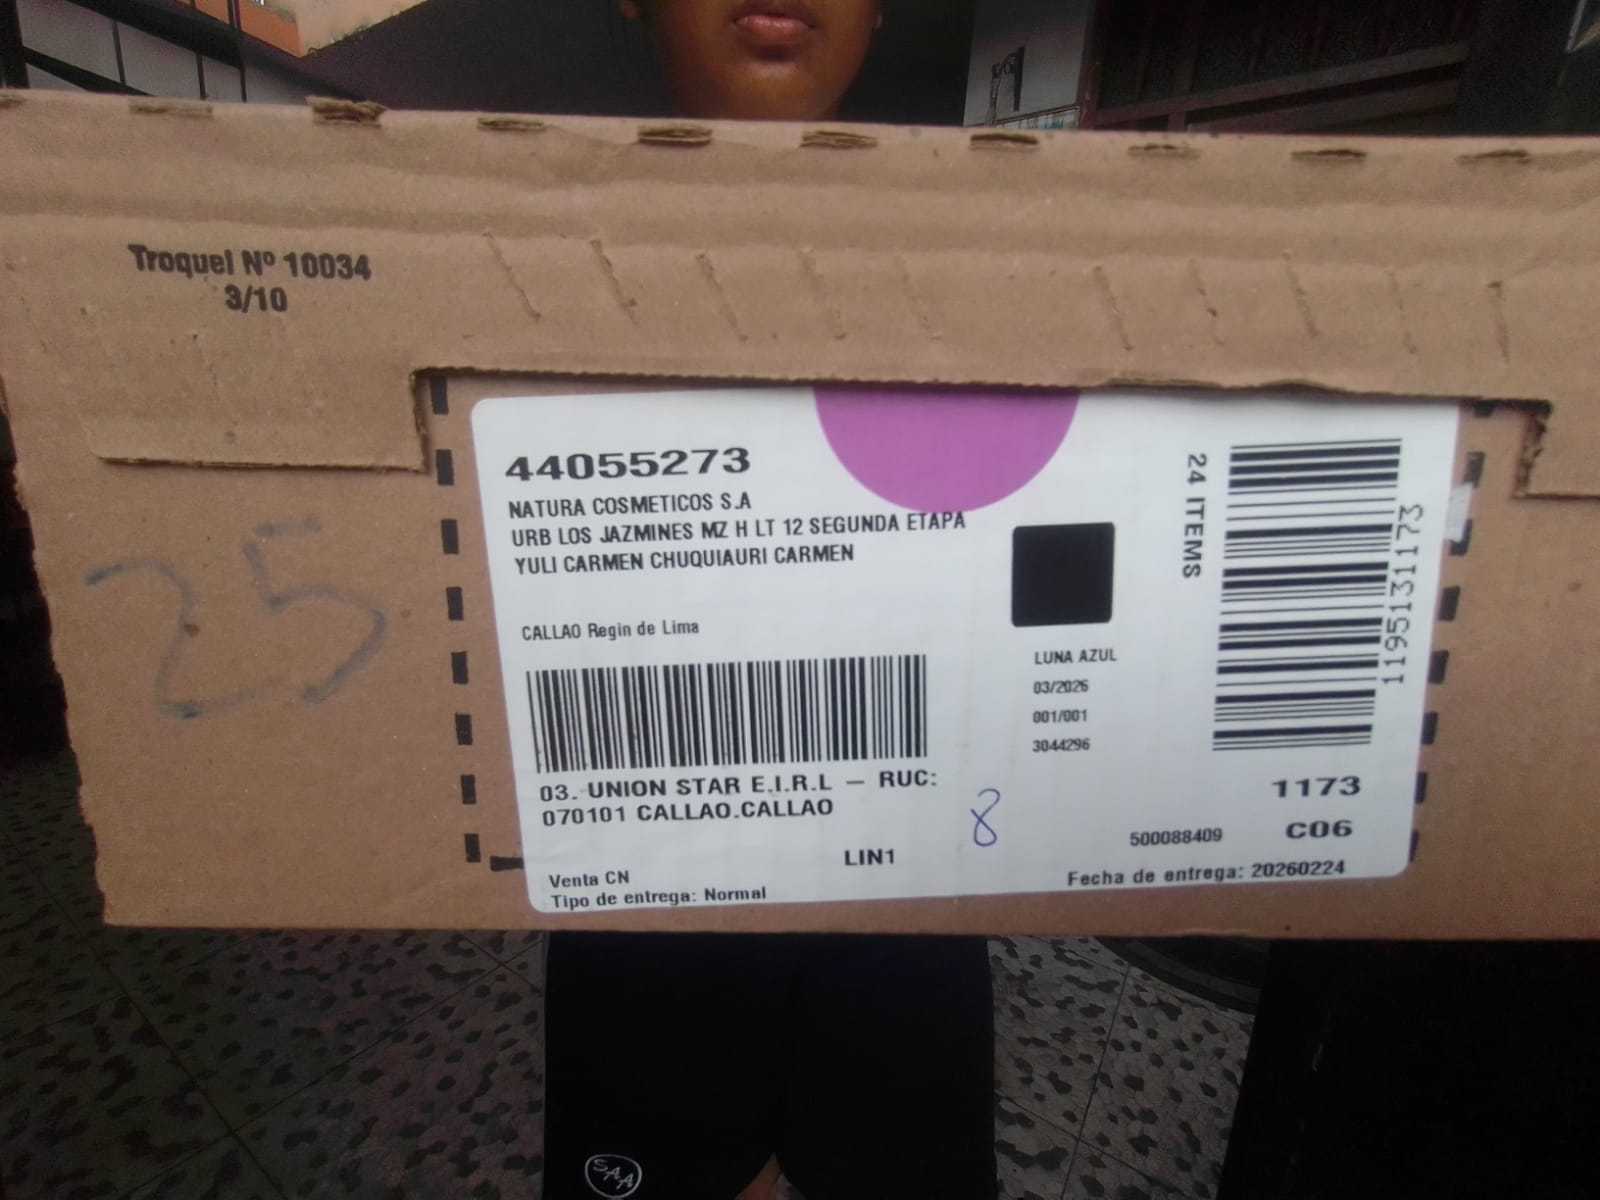 Troquel Nº 10034
3/10
25
44055273
NATURA COSMETICOS S.A
URB LOS JAZMINES MZ H LT 12 SEGUNDA ETAPA
YULI CARMEN CHUQUIAURI CARMEN
CALLAO Regin de Lima
24 ITEMS
1195131173
LUNA AZUL
03/2026
001/001
3044296
03. UNION STAR E.I.R.L – RUC:
070101 CALLAO.CALLAO
8
1173
LIN1
500088409
C06
Venta CN
Tipo de entrega: Normal
Fecha de entrega: 20260224
SAA